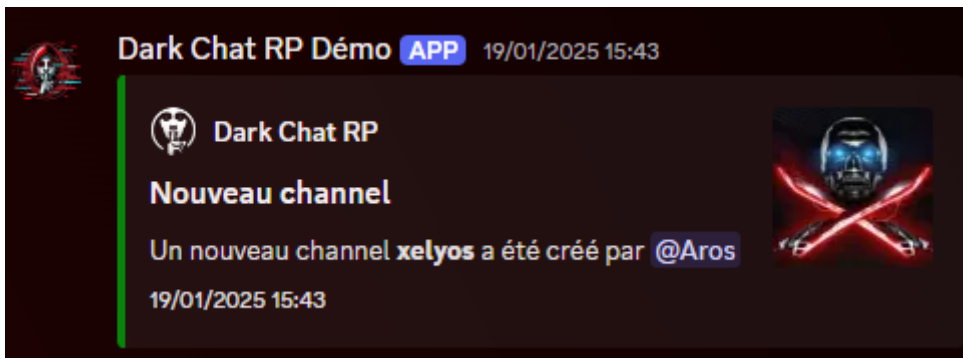 Dark Chat RP Démo APP 19/01/2025 15:43
Dark Chat RP
Nouveau channel
Un nouveau channel xelyos a été créé par @Aros
19/01/2025 15:43